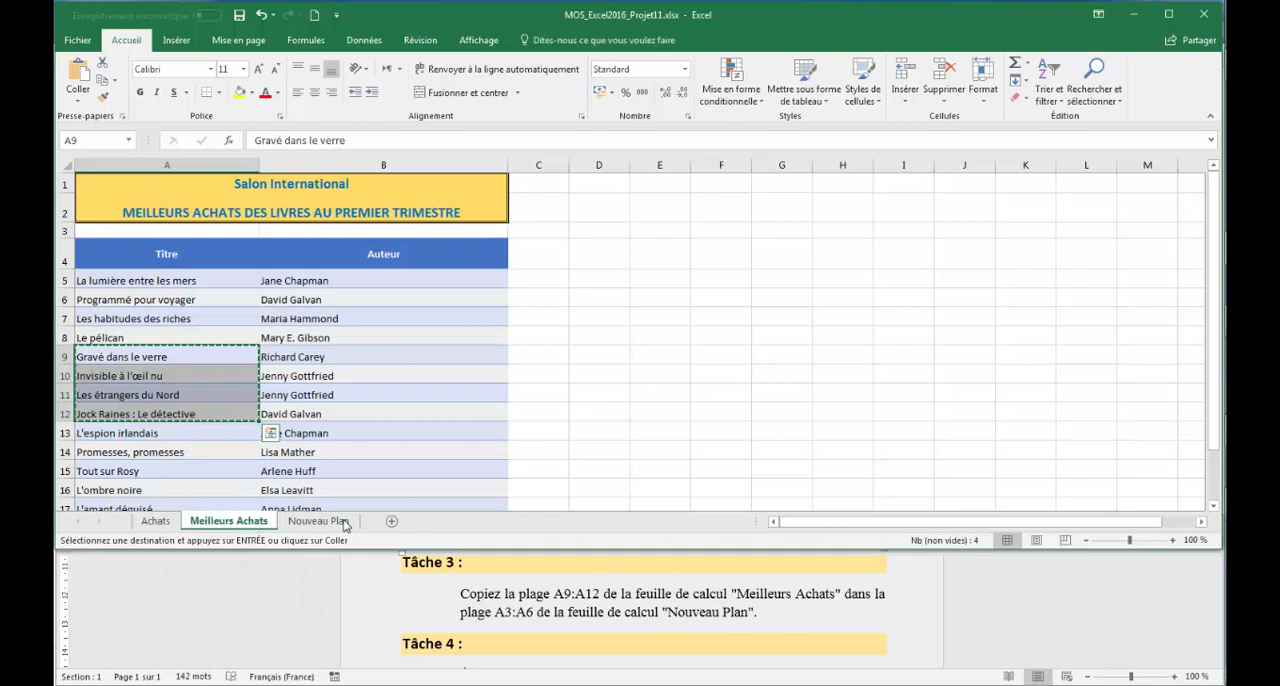 Enregistrement automatique
MOS_Excel2016_Projet11.xlsx - Excel
Fichier Accueil Insérer Mise en page Formules Données Révision Affichage Dites-nous ce que vous voulez faire Partager
Coller Calibri 11 Renvoyer à la ligne automatiquement Standard
G I S A Fusionner et centrer % 000
Mise en forme conditionnelle Mettre sous forme de tableau Styles de cellules Insérer Supprimer Format Trier et filtrer Rechercher et sélectionner
Presse-papiers Police Alignement Nombre Styles Cellules Édition
A9 fx Gravé dans le verre
A B C D E F G H I J K L M
1 Salon International
2 MEILLEURS ACHATS DES LIVRES AU PREMIER TRIMESTRE
3
4 Titre Auteur
5 La lumière entre les mers Jane Chapman
6 Programmé pour voyager David Galvan
7 Les habitudes des riches Maria Hammond
8 Le pélican Mary E. Gibson
9 Gravé dans le verre Richard Carey
10 Invisible à l'œil nu Jenny Gottfried
11 Les étrangers du Nord Jenny Gottfried
12 Jock Raines : Le détective David Galvan
13 L'espion irlandais Chapman
14 Promesses, promesses Lisa Mather
15 Tout sur Rosy Arlene Huff
16 L'ombre noire Elsa Leavitt
17 L'amant déguisé Anna Lidman
Achats Meilleurs Achats Nouveau Plan
Sélectionnez une destination et appuyez sur ENTRÉE ou cliquez sur Coller Nb (non vides) : 4 100 %
Tâche 3 :
Copiez la plage A9:A12 de la feuille de calcul "Meilleurs Achats" dans la
plage A3:A6 de la feuille de calcul "Nouveau Plan".
Tâche 4 :
Section : 1 Page 1 sur 1 142 mots Français (France) 100 %